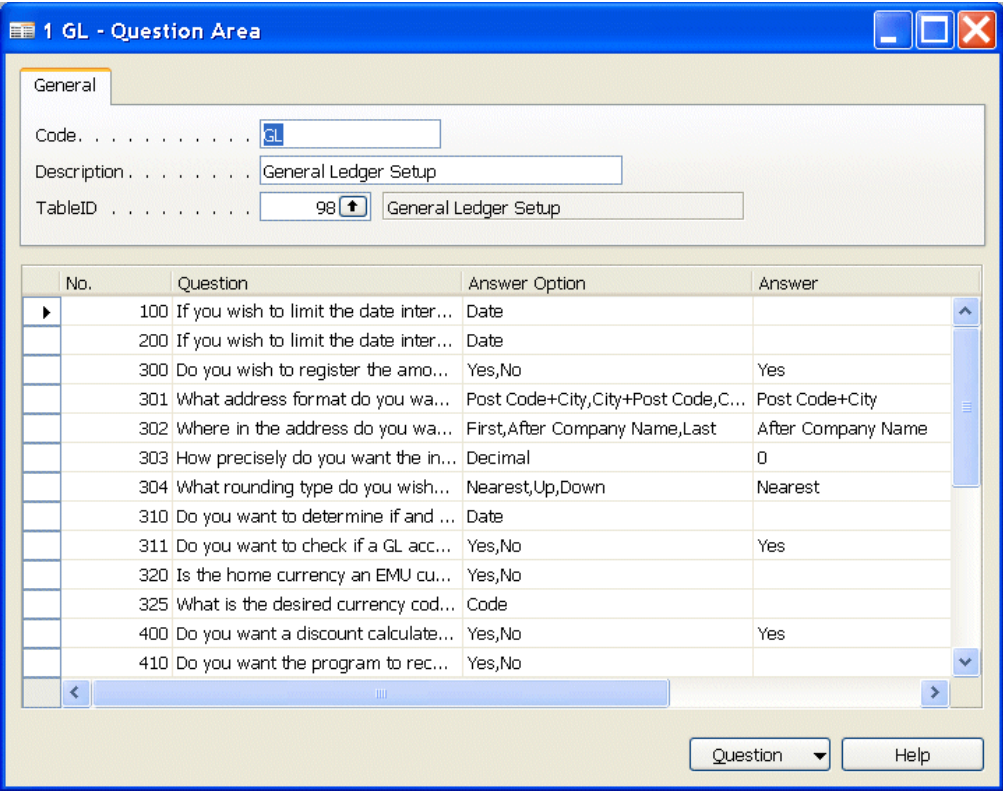 1 GL - Question Area
General
Code. . . . . . . . . . . GL
Description . . . . . . . . General Ledger Setup
TableID . . . . . . . . . 98 General Ledger Setup
No. Question Answer Option Answer
100 If you wish to limit the date inter... Date
200 If you wish to limit the date inter... Date
300 Do you wish to register the amo... Yes,No Yes
301 What address format do you wa... Post Code+City,City+Post Code,C... Post Code+City
302 Where in the address do you wa... First,After Company Name,Last After Company Name
303 How precisely do you want the in... Decimal 0
304 What rounding type do you wish... Nearest,Up,Down Nearest
310 Do you want to determine if and ... Date
311 Do you want to check if a GL acc... Yes,No Yes
320 Is the home currency an EMU cu... Yes,No
325 What is the desired currency cod... Code
400 Do you want a discount calculate... Yes,No Yes
410 Do you want the program to rec... Yes,No
Question Help